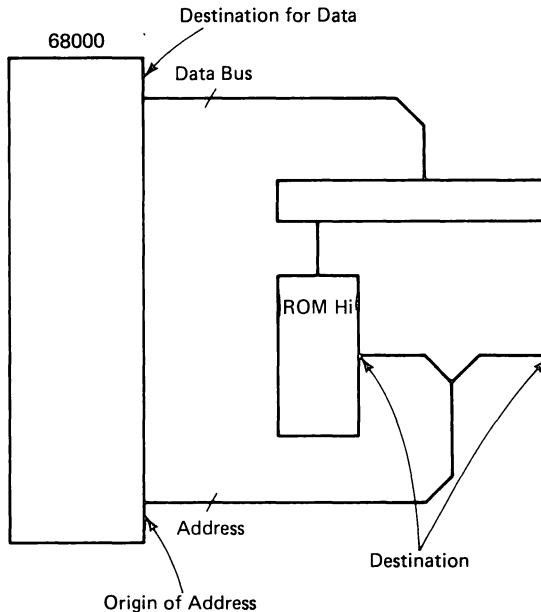 Destination for Data
68000
Data Bus
ROM Hi
Address
Destination
Origin of Address